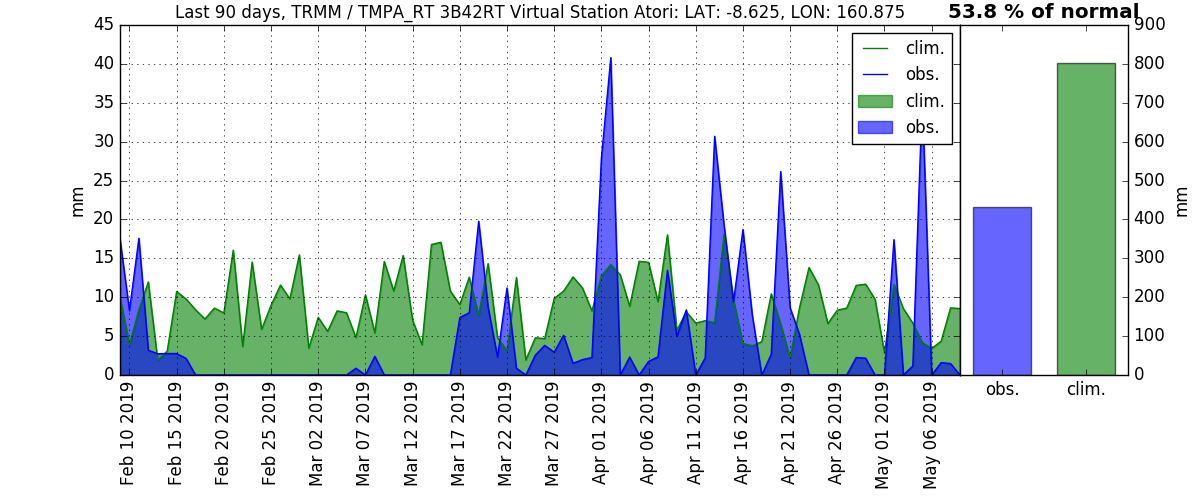 Last 90 days, TRMM / TMPA_RT 3B42RT Virtual Station Atori: LAT: -8.625, LON: 160.875
53.8 % of normal
45
40
35
30
25
20
15
10
5
0
mm
clim.
obs.
clim.
obs.
Feb 10 2019
Feb 15 2019
Feb 20 2019
Feb 25 2019
Mar 02 2019
Mar 07 2019
Mar 12 2019
Mar 17 2019
Mar 22 2019
Mar 27 2019
Apr 01 2019
Apr 06 2019
Apr 11 2019
Apr 16 2019
Apr 21 2019
Apr 26 2019
May 01 2019
May 06 2019
obs.
clim.
900
800
700
600
500
400
300
200
100
0
mm